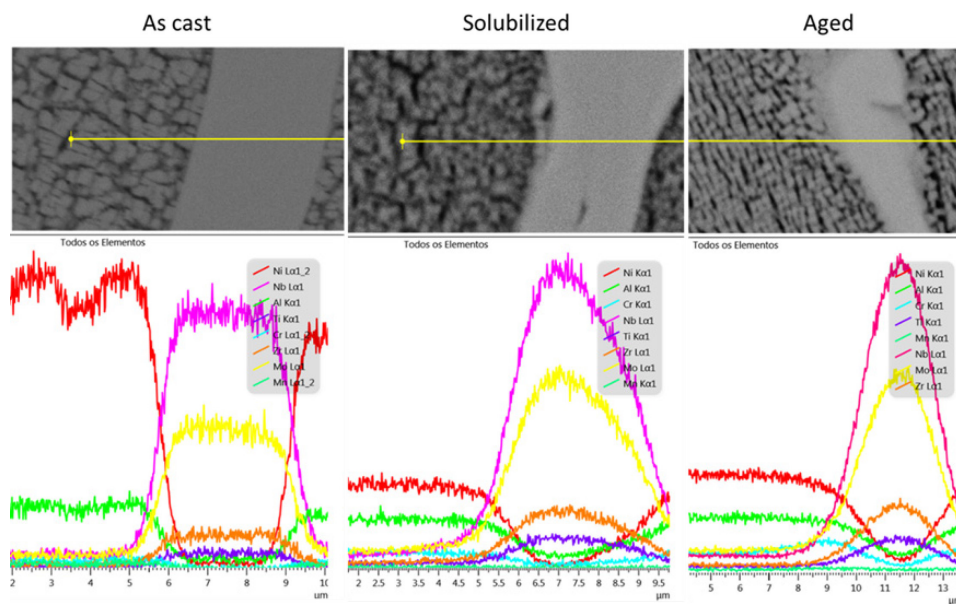 As cast
Solubilized
Aged
Todos os Elementos
Ni Lα1_2
Nb Lα1
Al Kα1
Ti Kα1
Cr Lα1_2
Zr Lα1
Mo Lα1
Mn Lα1_2
2 3 4 5 6 7 8 9 10
µm
Todos os Elementos
Ni Kα1
Al Kα1
Cr Kα1
Nb Lα1
Ti Kα1
Zr Lα1
Mo Lα1
Mn Kα1
2 2.5 3 3.5 4 4.5 5 5.5 6 6.5 7 7.5 8 8.5 9 9.5
µm
Todos os Elementos
Ni Kα1
Al Kα1
Cr Kα1
Ti Kα1
Mn Kα1
Nb Lα1
Mo Lα1
Zr Lα1
5 6 7 8 9 10 11 12 13
µm